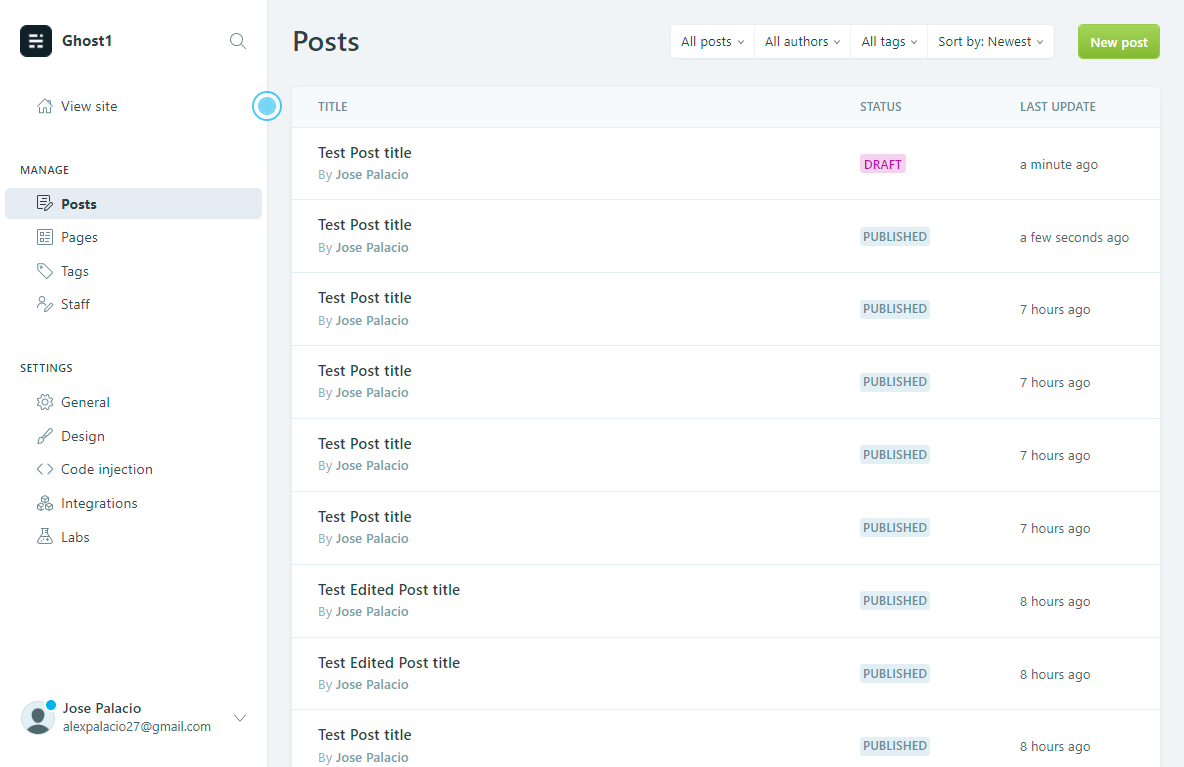 Ghost1
View site
MANAGE
Posts
Pages
Tags
Staff
SETTINGS
General
Design
Code injection
Integrations
Labs
Jose Palacio
alexpalacio27@gmail.com
Posts
All posts All authors All tags Sort by: Newest New post
TITLE STATUS LAST UPDATE
Test Post title
By Jose Palacio
DRAFT a minute ago
Test Post title
By Jose Palacio
PUBLISHED a few seconds ago
Test Post title
By Jose Palacio
PUBLISHED 7 hours ago
Test Post title
By Jose Palacio
PUBLISHED 7 hours ago
Test Post title
By Jose Palacio
PUBLISHED 7 hours ago
Test Post title
By Jose Palacio
PUBLISHED 7 hours ago
Test Edited Post title
By Jose Palacio
PUBLISHED 8 hours ago
Test Edited Post title
By Jose Palacio
PUBLISHED 8 hours ago
Test Post title
By Jose Palacio
PUBLISHED 8 hours ago